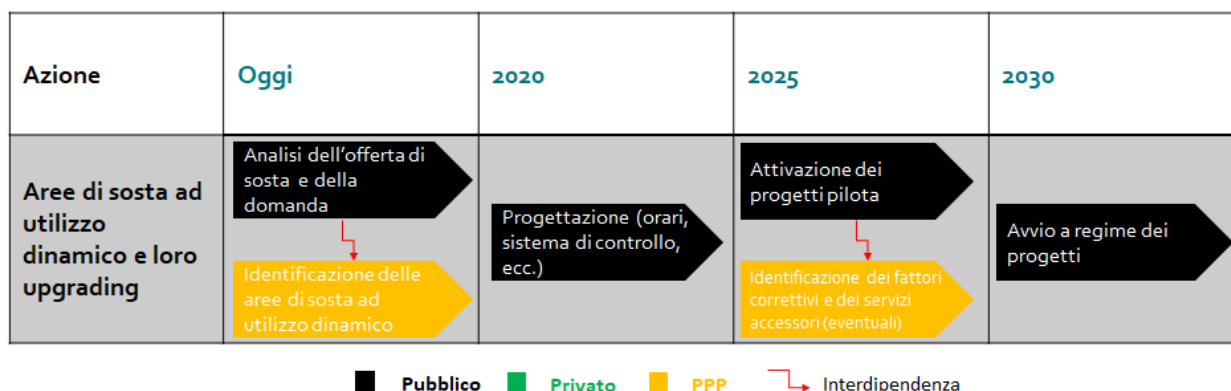 Azione
Oggi
2020
2025
2030
Aree di sosta ad
utilizzo
dinamico e loro
upgrading
Analisi dell'offerta di
sosta e della
domanda
Identificazione delle
aree di sosta ad
utilizzo dinamico
Progettazione (orari,
sistema di controllo,
ecc.)
Attivazione dei
progetti pilota
Identificazione dei fattori
correttivi e dei servizi
accessori (eventuali)
Avvio a regime dei
progetti
Pubblico
Privato
PPP
Interdipendenza